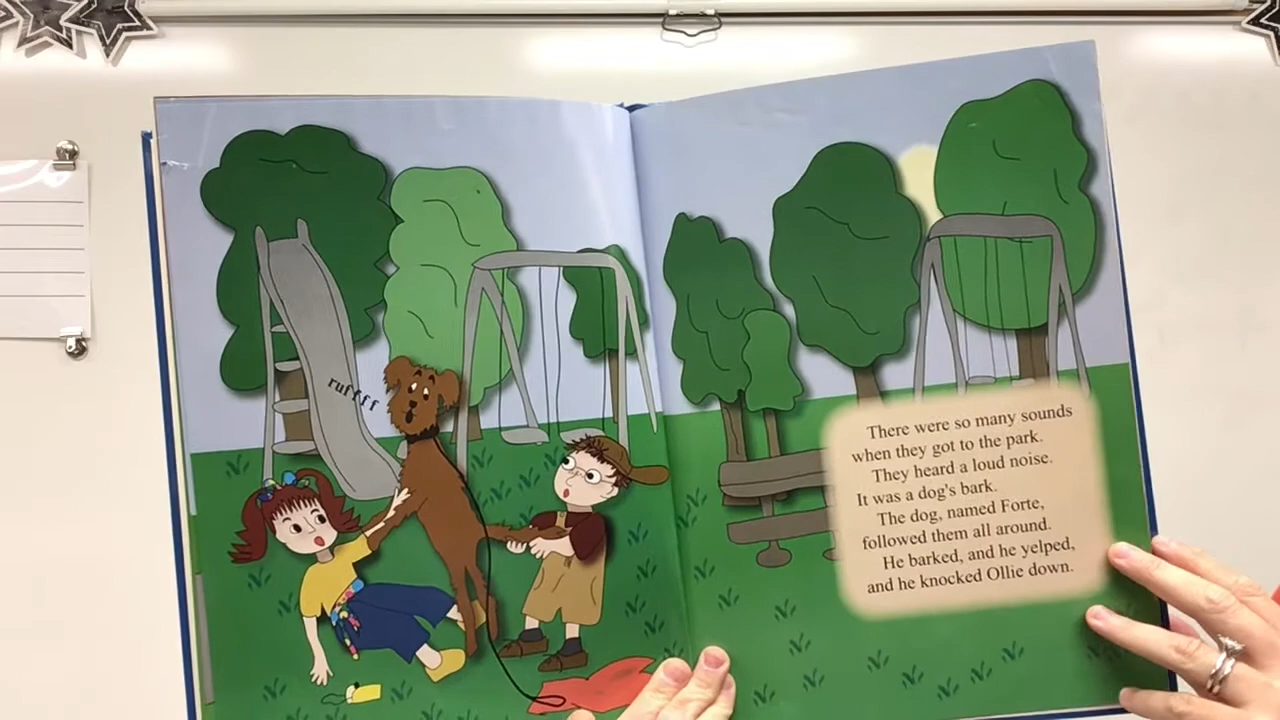 ruffff
There were so many sounds
when they got to the park.
They heard a loud noise.
It was a dog's bark.
The dog, named Forte,
followed them all around.
He barked, and he yelped,
and he knocked Ollie down.